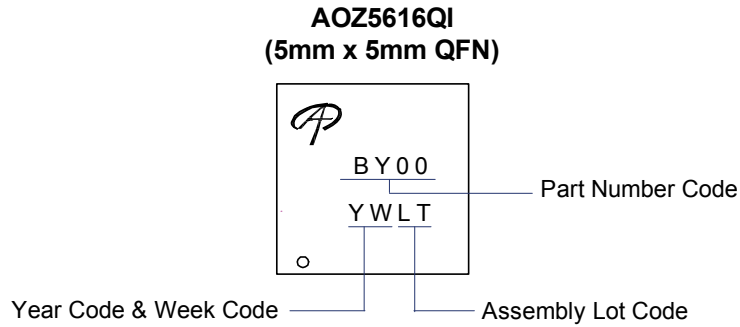 AOZ5616QI
(5mm x 5mm QFN)
BY00
Part Number Code
YWLT
Year Code & Week Code
Assembly Lot Code